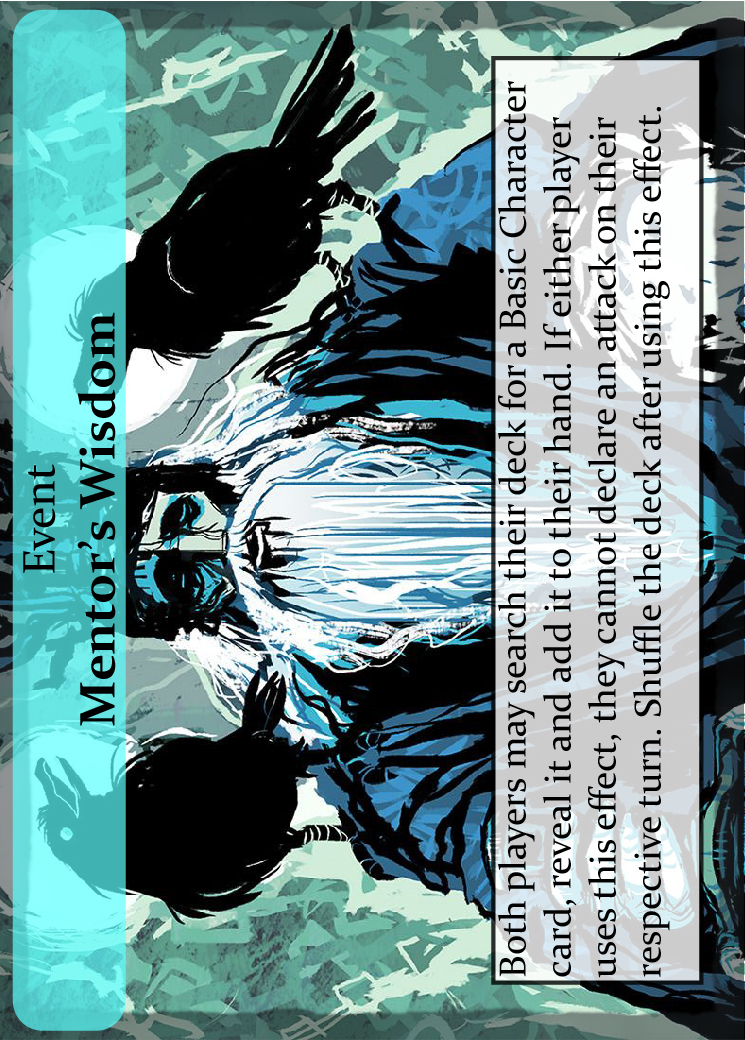 Event
Mentor's Wisdom
Both players may search their deck for a Basic Character
card, reveal it and add it to their hand. If either player
uses this effect, they cannot declare an attack on their
respective turn. Shuffle the deck after using this effect.